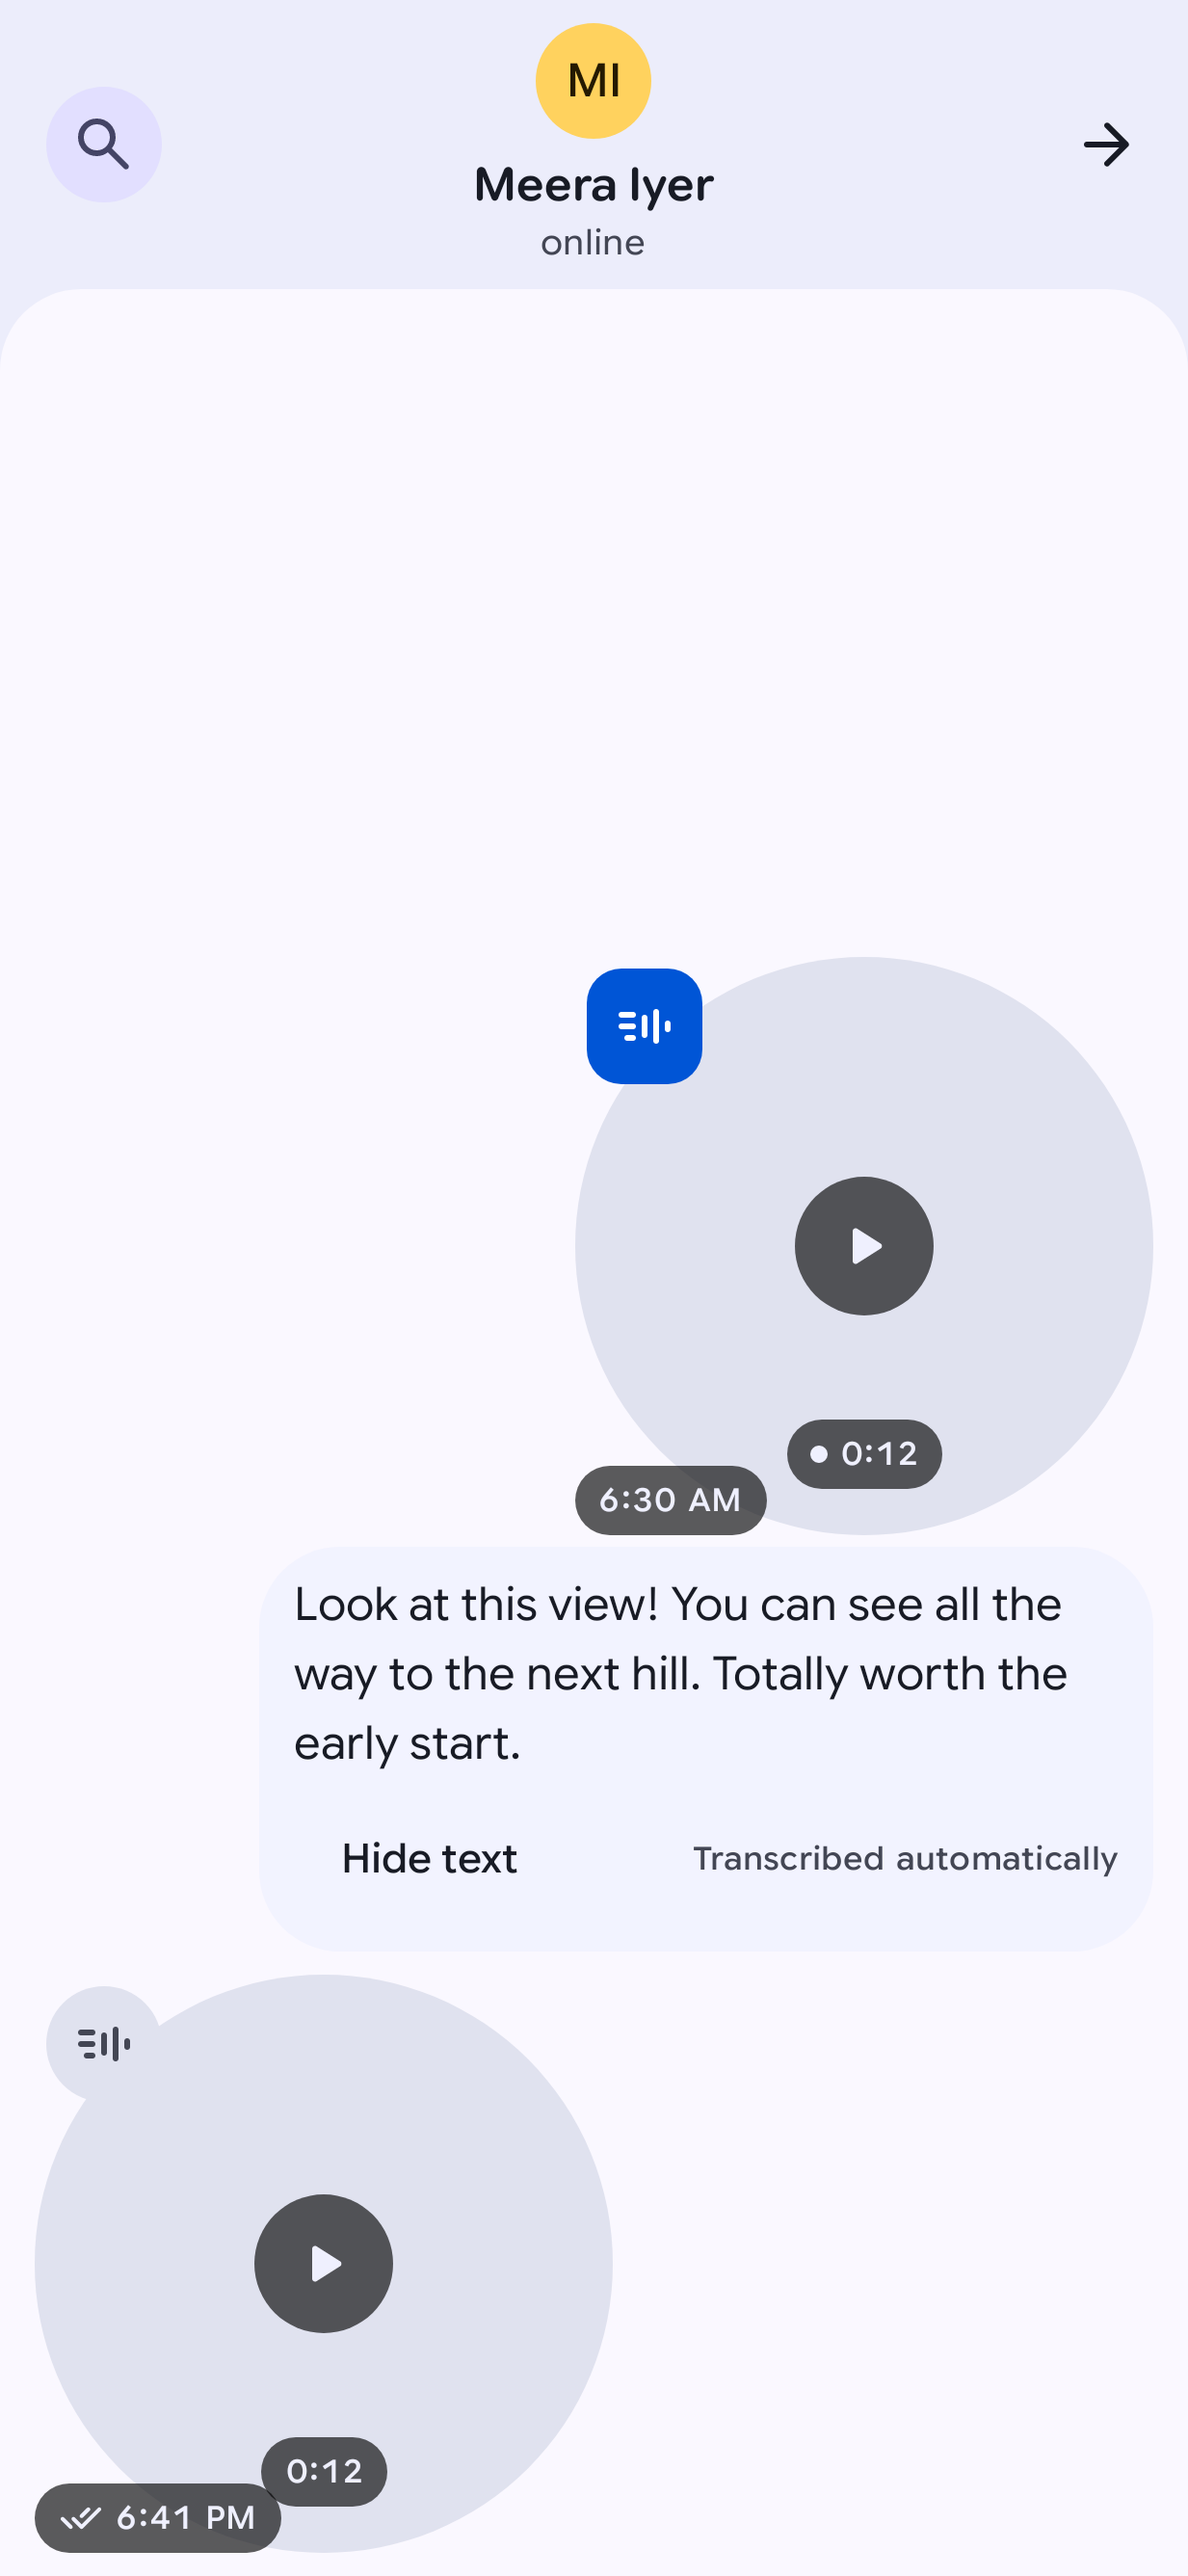 MI
Meera Iyer
online
0:12
6:30 AM
Look at this view! You can see all the
way to the next hill. Totally worth the
early start.
Hide text
Transcribed automatically
0:12
6:41 PM